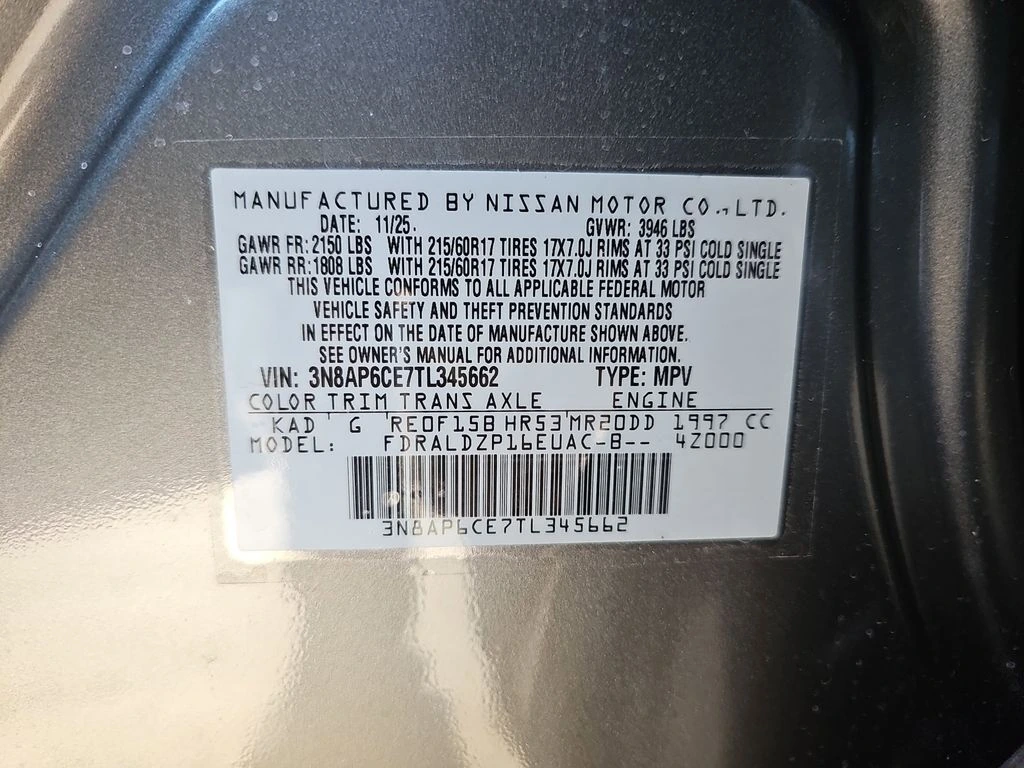 MANUFACTURED BY NISSAN MOTOR CO., LTD.
DATE: 11/25. GVWR: 3946 LBS
GAWR FR: 2150 LBS WITH 215/60R17 TIRES 17X7.0J RIMS AT 33 PSI COLD SINGLE
GAWR RR: 1808 LBS WITH 215/60R17 TIRES 17X7.0J RIMS AT 33 PSI COLD SINGLE
THIS VEHICLE CONFORMS TO ALL APPLICABLE FEDERAL MOTOR
VEHICLE SAFETY AND THEFT PREVENTION STANDARDS
IN EFFECT ON THE DATE OF MANUFACTURE SHOWN ABOVE.
SEE OWNER'S MANUAL FOR ADDITIONAL INFORMATION.
VIN: 3N8AP6CE7TL345662 TYPE: MPV
COLOR TRIM TRANS AXLE ENGINE
KAD G RE0F15B HR53 MR20DD 1997 CC
MODEL: FDRALDZP16EUAC-B-- 4Z000
3N8AP6CE7TL345662